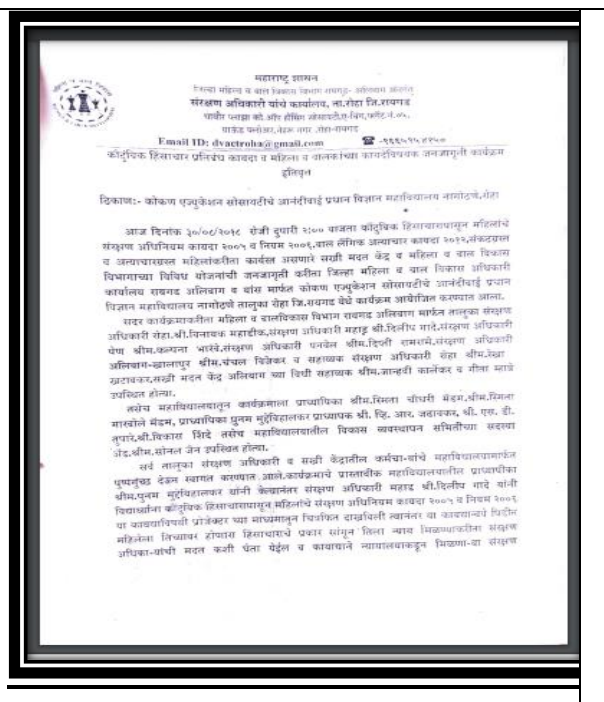 महाराष्ट्र शासन
जिल्हा महिला व बाल विकास विभाग रायगड- अलिबाग अंतर्गत
संरक्षण अधिकारी यांचे कार्यालय, ता.रोहा जि.रायगड
ग्राऊंड फ्लोअर,नेहरू नगर ,रोहा-रायगड
Email ID: dvactroha@gmail.com
कौटुंबिक हिंसाचार प्रतिबंध कायदा व महिला व बालकांच्या कायदेविषयक जनजागृती कार्यक्रम
इतिवृत्त
ठिकाण:- कोकण एज्युकेशन सोसायटीचे आनंदीबाई प्रधान विज्ञान महाविद्यालय नागोठणे,रोहा
आज दिनांक ३०/०८/२०१८ रोजी दुपारी २:०० वाजता कौटुंबिक हिंसाचारापासून महिलांचे
संरक्षण अधिनियम कायदा २००५ व नियम २००६,बाल लैंगिक अत्याचार कायदा २०१२,संकटग्रस्त
व अत्याचारग्रस्त महिलांकरीता कार्यरत असणारे सखी मदत केंद्र व महिला व बाल विकास
विभागाच्या विविध योजनांची जनजागृती करीता जिल्हा महिला व बाल विकास अधिकारी
कार्यालय रायगड अलिबाग व यांस मार्फत कोकण एज्युकेशन सोसायटीचे आनंदीबाई प्रधान
विज्ञान महाविद्यालय नागोठणे तालुका रोहा जि.रायगड येथे कार्यक्रम आयोजित करण्यात आला.
सदर कार्यक्रमाकरीता महिला व बालविकास विभाग रायगड अलिबाग मार्फत तालुका संरक्षण
अधिकारी रोहा.श्री.विनायक महाडीक,संरक्षण अधिकारी महाड श्री.दिलीप गादे,संरक्षण अधिकारी
पेण श्रीम.कल्पना भारंबे,संरक्षण अधिकारी पनवेल श्रीम.दिप्ती रामरामे,संरक्षण अधिकारी
अलिबाग-खालापूर श्रीम.चंचल विजेकर व सहाय्यक संरक्षण अधिकारी रोहा श्रीम.रेखा
खटावकर,सखी मदत केंद्र अलिबाग च्या विधी सहाय्यक श्रीम.जान्हवी कार्लेकर व गीता म्हात्रे
उपस्थित होत्या.
तसेच महाविद्यालयातून कार्यक्रमाला प्राध्यापिका श्रीम.स्मिता चौधरी मॅडम,श्रीम.स्मिता
मारवोले मॅडम, प्राध्यापिका पुनम मुद्देबिहालकर प्राध्यापक श्री. व्हि. आर. जडावकर, श्री. एस. डी.
तुपारे,श्री.विकास शिंदे तसेच महाविद्यालयातील विकास व्यवस्थापन समितीच्या सदस्या
अॅड.श्रीम.सोनल जैन उपस्थित होत्या.
सर्व तालुका संरक्षण अधिकारी व सखी केंद्रातील कर्मचा-यांचे महाविद्यालयामार्फत
पुष्पगुच्छ देऊन स्वागत करण्यात आले.कार्यक्रमाचे प्रास्तावीक महाविद्यालयातील प्राध्यापीका
श्रीम.पुनम मुद्देबिहालकर यांनी केल्यानंतर संरक्षण अधिकारी महाड श्री.दिलीप गादे यांनी
विद्यार्थ्यांना कौटुंबिक हिंसाचारापासून महिलांचे संरक्षण अधिनियम कायदा २००५ व नियम २००६
या कायद्याविषयी प्रोजेक्टर च्या माध्यमातून चित्रफित दाखविली त्यानंतर या कायद्यान्वये पिडीत
महिलेला तिच्यावर होणारा हिंसाचाराचे प्रकार सांगून तिला न्याय मिळण्याकरीता संरक्षण
अधिका-यांची मदत कशी घेता येईल व कायद्याने न्यायालयाकडून मिळणा-या संरक्षण